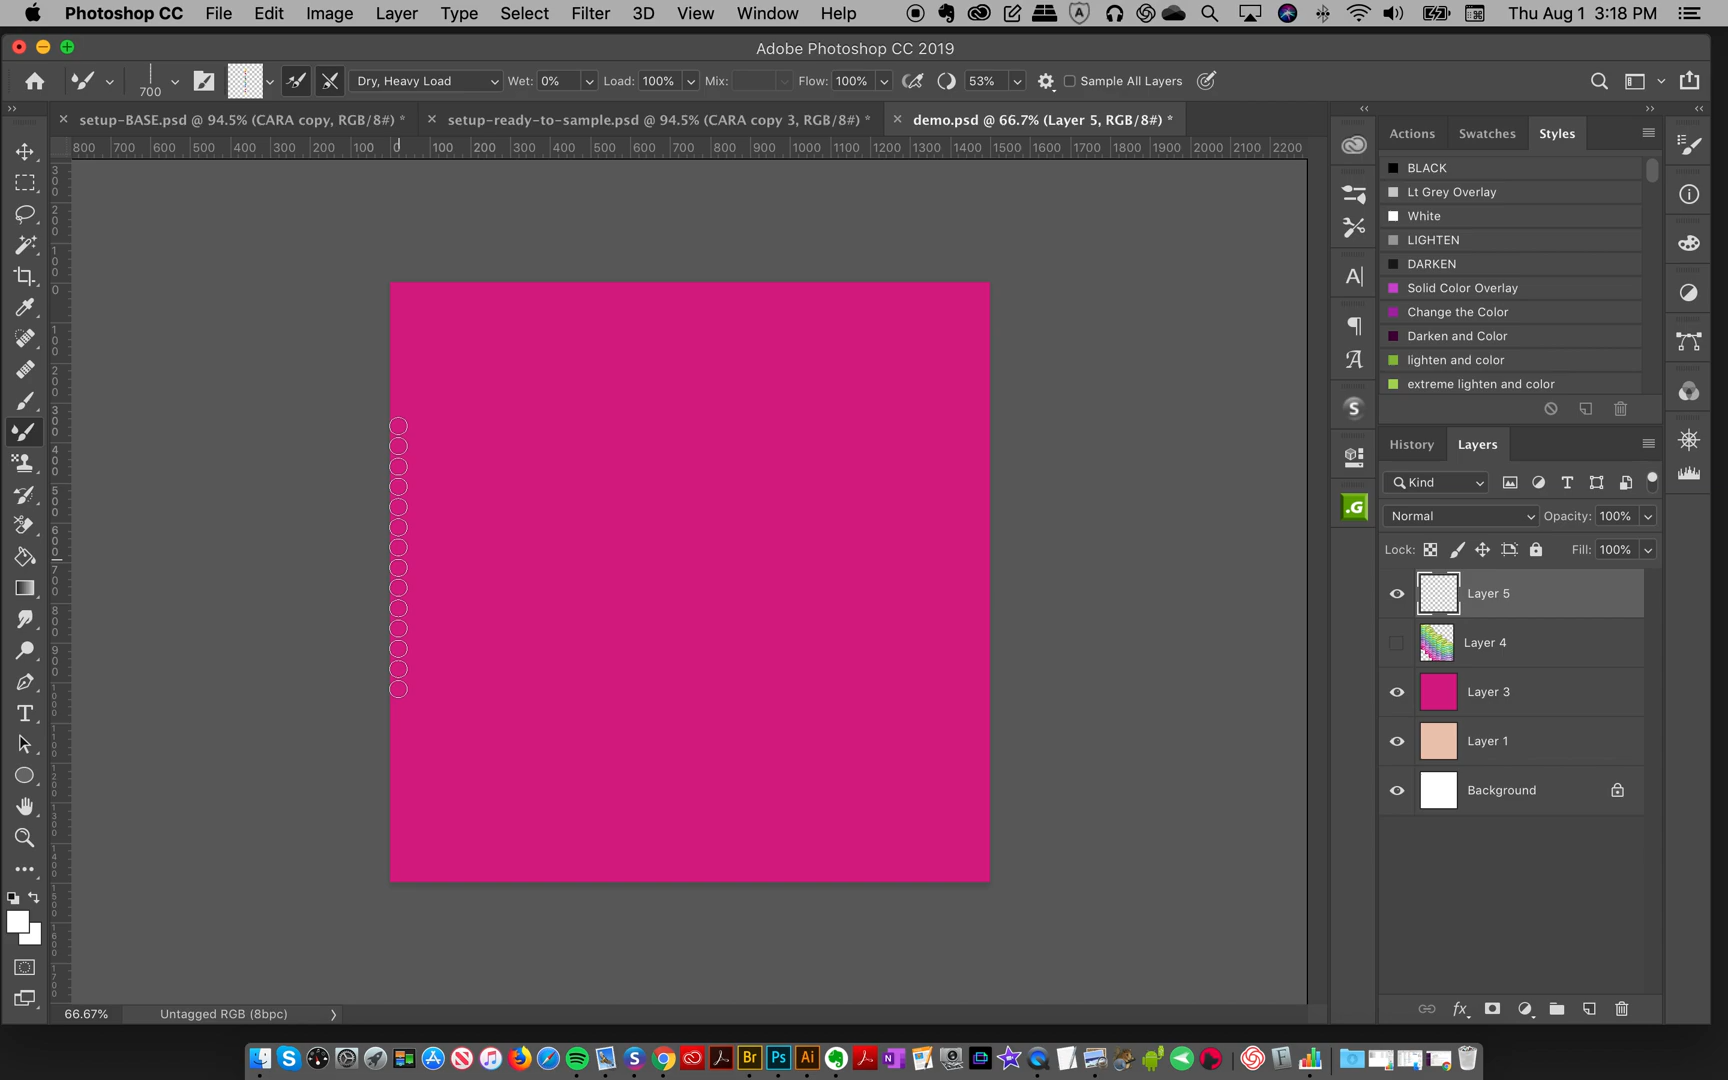 Photoshop CC File Edit Image Layer Type Select Filter 3D View Window Help Thu Aug 1 3:18 PM
Adobe Photoshop CC 2019
700 Dry, Heavy Load Wet: 0% Load: 100% Mix: Flow: 100% 53% Sample All Layers
setup-BASE.psd @ 94.5% (CARA copy, RGB/8#) * setup-ready-to-sample.psd @ 94.5% (CARA copy 3, RGB/8#) * demo.psd @ 66.7% (Layer 5, RGB/8#) *
800 700 600 500 400 300 200 100 0 100 200 300 400 500 600 700 800 900 1000 1100 1200 1300 1400 1500 1600 1700 1800 1900 2000 2100 2200
Actions Swatches Styles
BLACK
Lt Grey Overlay
White
LIGHTEN
DARKEN
Solid Color Overlay
Change the Color
Darken and Color
lighten and color
extreme lighten and color
History Layers
Kind
Normal Opacity: 100%
Lock: Fill: 100%
Layer 5
Layer 4
Layer 3
Layer 1
Background
fx
66.67% Untagged RGB (8bpc)
Br Ps Ai